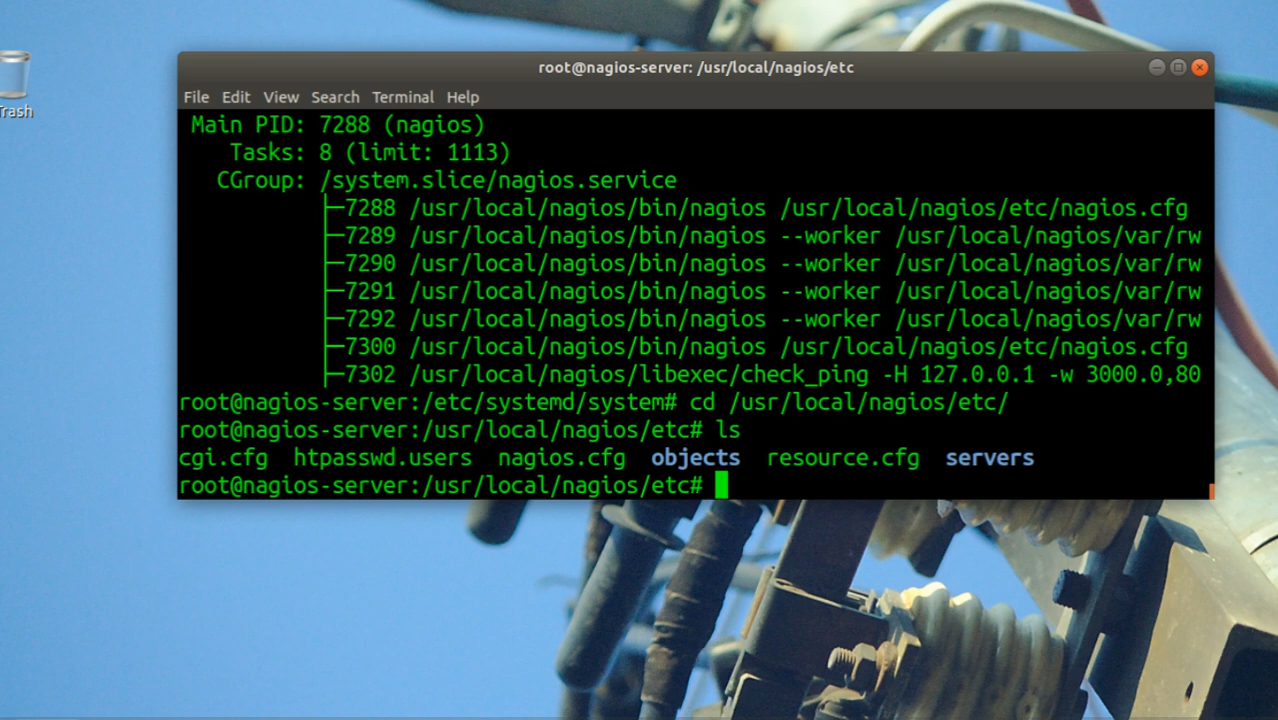 Trash
root@nagios-server: /usr/local/nagios/etc
File Edit View Search Terminal Help
Main PID: 7288 (nagios)
Tasks: 8 (limit: 1113)
CGroup: /system.slice/nagios.service
├─7288 /usr/local/nagios/bin/nagios /usr/local/nagios/etc/nagios.cfg
├─7289 /usr/local/nagios/bin/nagios --worker /usr/local/nagios/var/rw
├─7290 /usr/local/nagios/bin/nagios --worker /usr/local/nagios/var/rw
├─7291 /usr/local/nagios/bin/nagios --worker /usr/local/nagios/var/rw
├─7292 /usr/local/nagios/bin/nagios --worker /usr/local/nagios/var/rw
├─7300 /usr/local/nagios/bin/nagios /usr/local/nagios/etc/nagios.cfg
├─7302 /usr/local/nagios/libexec/check_ping -H 127.0.0.1 -w 3000.0,80
root@nagios-server:/etc/systemd/system# cd /usr/local/nagios/etc/
root@nagios-server:/usr/local/nagios/etc# ls
cgi.cfg htpasswd.users nagios.cfg objects resource.cfg servers
root@nagios-server:/usr/local/nagios/etc#